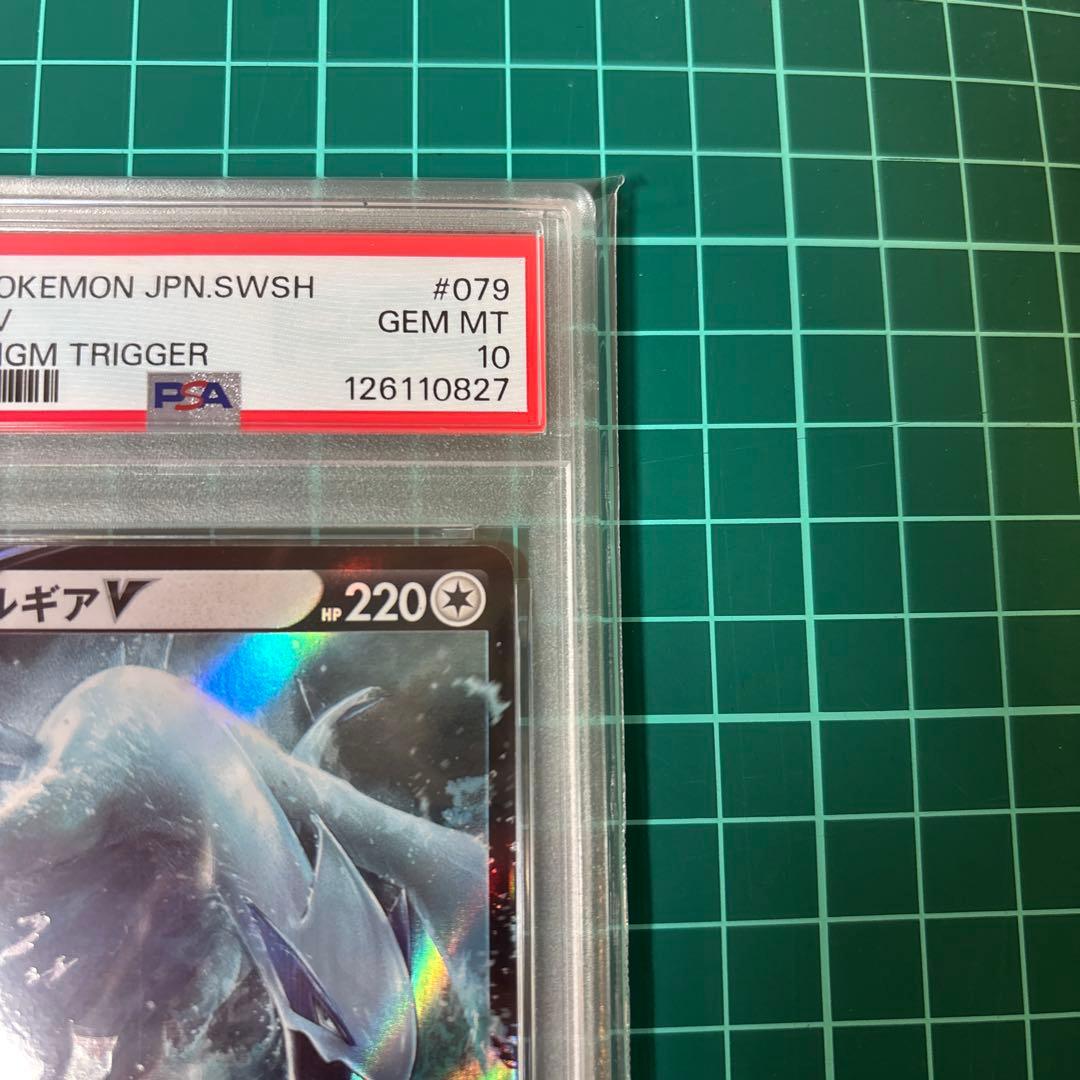 OKEMON JPN.SWSH #079
V GEM MT
IGM TRIGGER 10
PSA 126110827
ルギアV HP 220